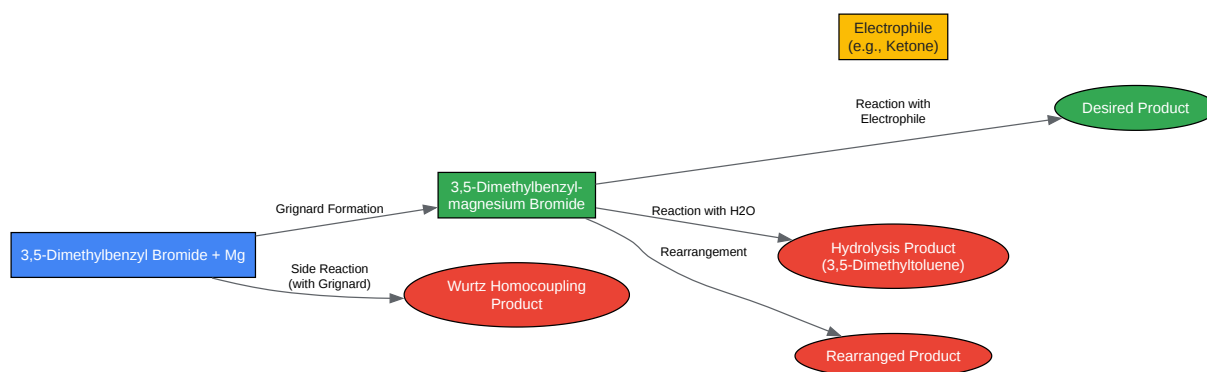 Electrophile
(e.g., Ketone)
Reaction with
Electrophile
Desired Product
3,5-Dimethylbenzyl-
magnesium Bromide
Grignard Formation
Reaction with H2O
3,5-Dimethylbenzyl Bromide + Mg
Hydrolysis Product
(3,5-Dimethyltoluene)
Rearrangement
Side Reaction
(with Grignard)
Wurtz Homocoupling
Product
Rearranged Product